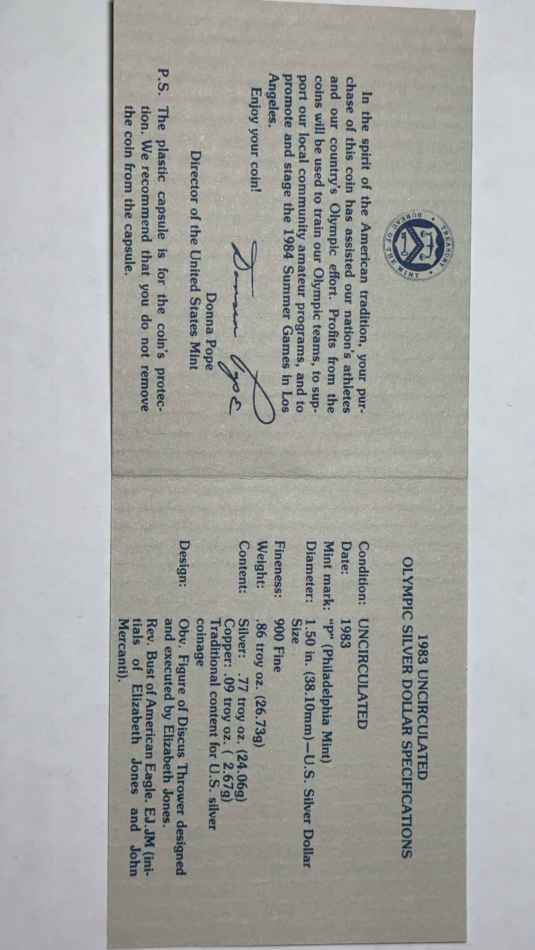 TREASURY
BUREAU OF THE MINT
In the spirit of the American tradition, your pur-
chase of this coin has assisted our nation's athletes
and our country's Olympic effort. Profits from the
coins will be used to train our Olympic teams, to sup-
port our local community amateur programs, and to
promote and stage the 1984 Summer Games in Los
Angeles.
Enjoy your coin!
Donna Pope
Donna Pope
Director of the United States Mint
P.S. The plastic capsule is for the coin's protec-
tion. We recommend that you do not remove
the coin from the capsule.
1983 UNCIRCULATED
OLYMPIC SILVER DOLLAR SPECIFICATIONS
Condition: UNCIRCULATED
Date: 1983
Mint mark: "P" (Philadelphia Mint)
Diameter: 1.50 in. (38.10mm)—U.S. Silver Dollar
Size
Fineness: 900 Fine
Weight: .86 troy oz. (26.73g)
Content: Silver: .77 troy oz. (24.06g)
Copper: .09 troy oz. ( 2.67g)
Traditional content for U.S. silver
coinage
Design: Obv. Figure of Discus Thrower designed
and executed by Elizabeth Jones.
Rev. Bust of American Eagle. EJ.JM (ini-
tials of Elizabeth Jones and John
Mercanti).